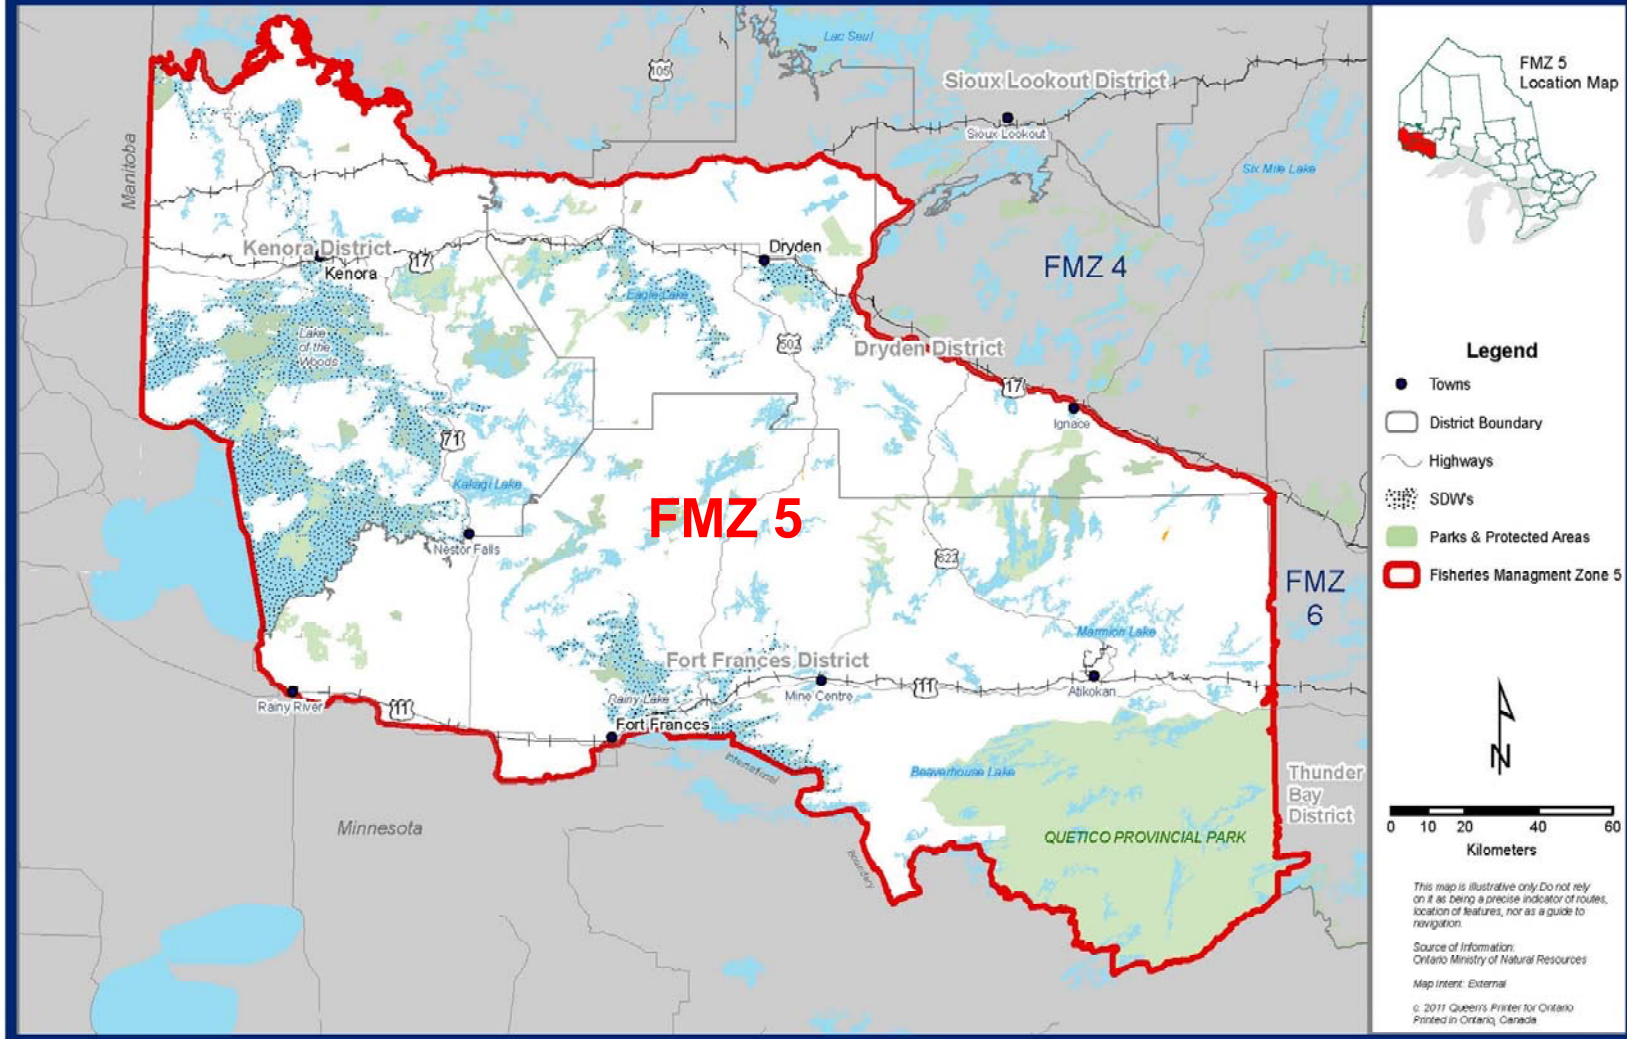 Lac Seul
105
Sioux Lookout District
Sioux Lookout
Six Mile Lake
Manitoba
Kenora District
Kenora
17
Dryden
Eagle Lake
FMZ 4
Lake
of the
Woods
502
Dryden District
17
Ignace
71
Kakagi Lake
FMZ 5
Nestor Falls
622
FMZ
6
Marmion Lake
Fort Frances District
Rainy Lake
Mine Centre
11
Atikokan
Rainy River
11
Fort Frances
International
Boundary
Beaverhouse Lake
Thunder
Bay
District
Minnesota
QUETICO PROVINCIAL PARK
FMZ 5
Location Map
Legend
Towns
District Boundary
Highways
SDW's
Parks & Protected Areas
Fisheries Managment Zone 5
N
0 10 20 40 60
Kilometers
This map is illustrative only.Do not rely
on it as being a precise indicator of routes,
location of features, nor as a guide to
navigation.
Source of Information:
Ontario Ministry of Natural Resources
Map Intent: External
c. 2011 Queen's Printer for Ontario
Printed in Ontario, Canada